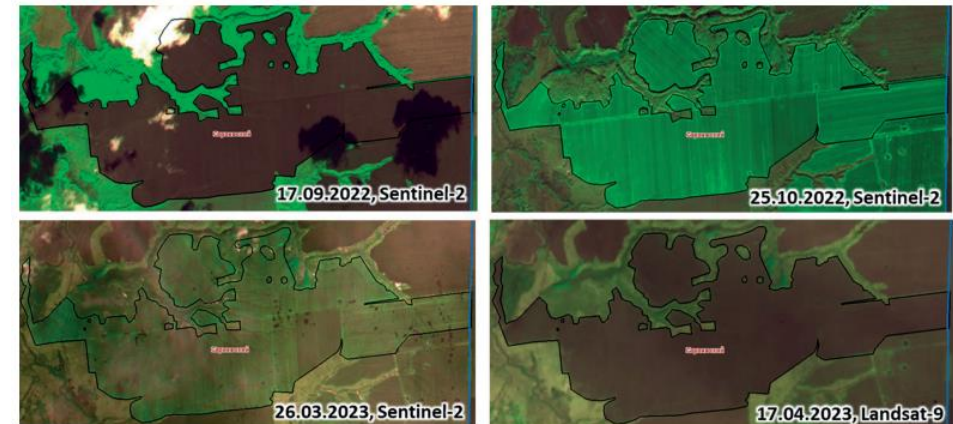 17.09.2022, Sentinel-2
25.10.2022, Sentinel-2
26.03.2023, Sentinel-2
17.04.2023, Landsat-9